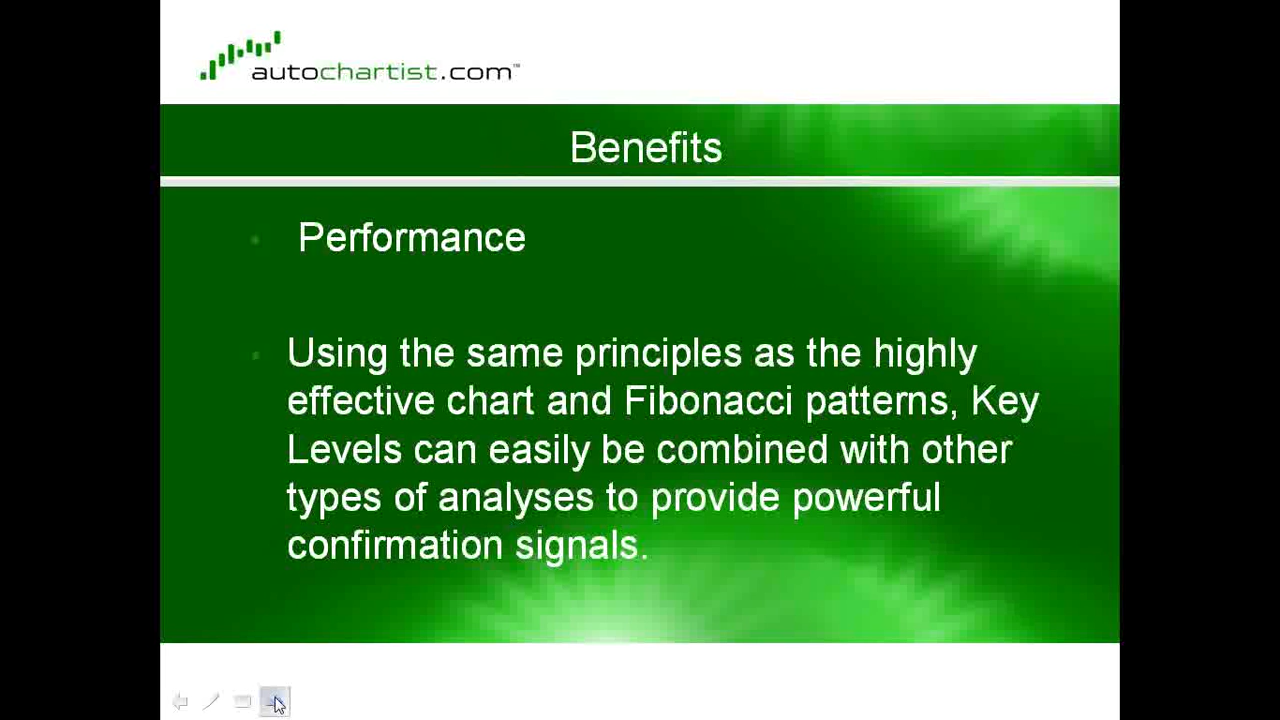 autochartist.com™
Benefits
Performance
Using the same principles as the highly
effective chart and Fibonacci patterns, Key
Levels can easily be combined with other
types of analyses to provide powerful
confirmation signals.